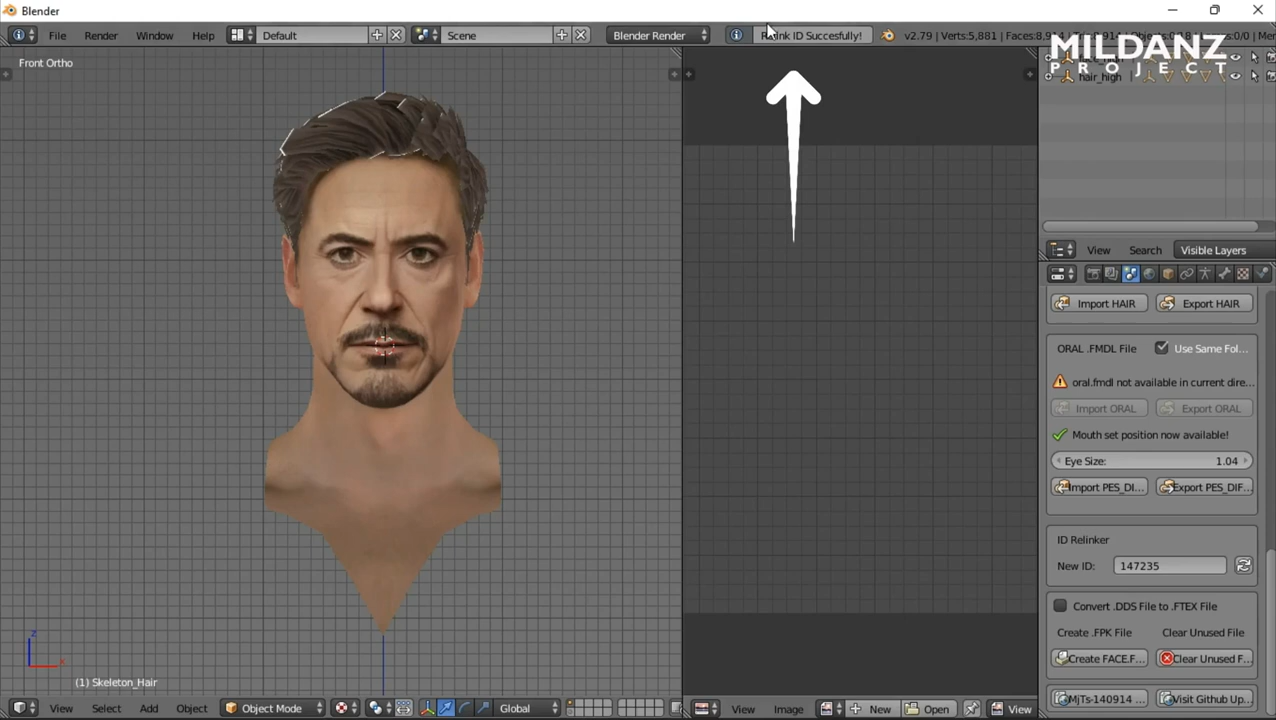 Blender
File Render Window Help Default Scene Blender Render Relink ID Succesfully! v2.79 | Verts:5,881 | Faces:8,914 |
MILDANZ
PROJECT
Front Ortho
hair_high
View Search Visible Layers
Import HAIR Export HAIR
ORAL .FMDL File Use Same Fol...
oral.fmdl not available in current dire...
Import ORAL Export ORAL
Mouth set position now available!
Eye Size: 1.04
Import PES_DI... Export PES_DIF...
ID Relinker
New ID: 147235
Convert .DDS File to .FTEX File
Create .FPK File Clear Unused File
Create FACE.F... Clear Unused F...
MjTs-140914 ... Visit Github Up...
z
x
(1) Skeleton_Hair
View Select Add Object Object Mode Global View Image New Open View